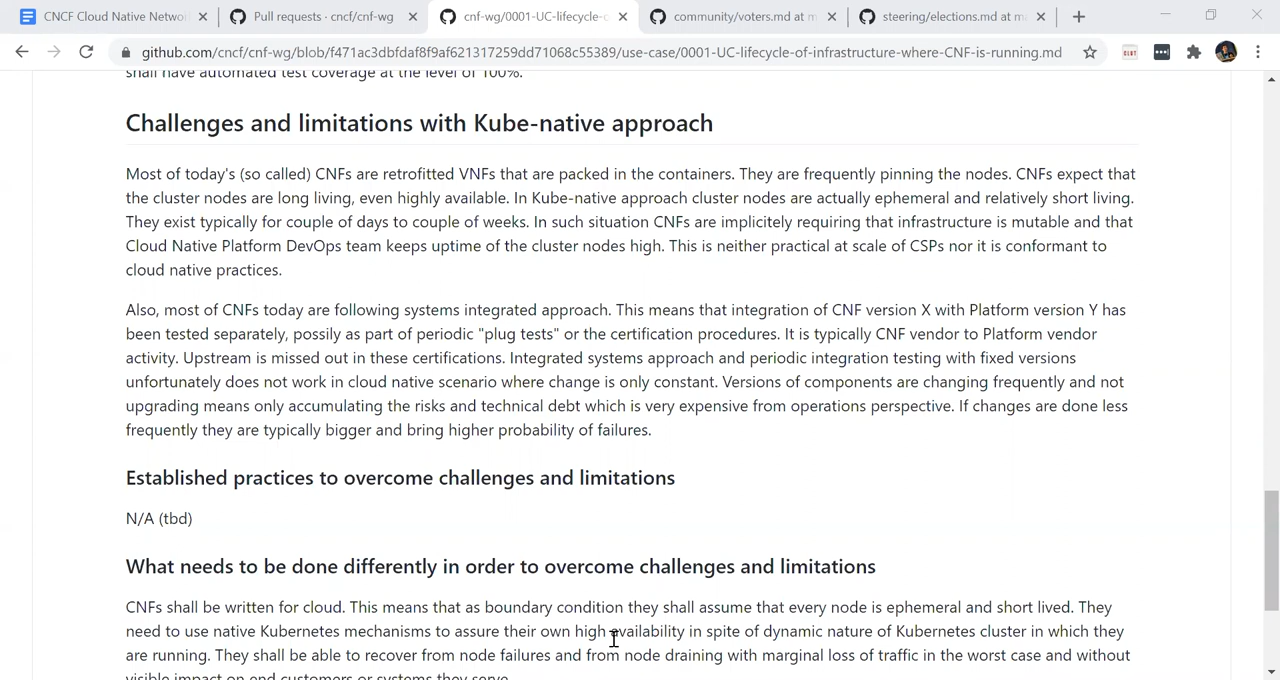 CNCF Cloud Native Networ
Pull requests · cncf/cnf-wg
cnf-wg/0001-UC-lifecycle-o
community/voters.md at m
steering/elections.md at m
github.com/cncf/cnf-wg/blob/f471ac3dbfdaf8f9af621317259dd71068c55389/use-case/0001-UC-lifecycle-of-infrastructure-where-CNF-is-running.md
shall have automated test coverage at the level of 100%.
Challenges and limitations with Kube-native approach
Most of today's (so called) CNFs are retrofitted VNFs that are packed in the containers. They are frequently pinning the nodes. CNFs expect that
the cluster nodes are long living, even highly available. In Kube-native approach cluster nodes are actually ephemeral and relatively short living.
They exist typically for couple of days to couple of weeks. In such situation CNFs are implicitely requiring that infrastructure is mutable and that
Cloud Native Platform DevOps team keeps uptime of the cluster nodes high. This is neither practical at scale of CSPs nor it is conformant to
cloud native practices.
Also, most of CNFs today are following systems integrated approach. This means that integration of CNF version X with Platform version Y has
been tested separately, possily as part of periodic "plug tests" or the certification procedures. It is typically CNF vendor to Platform vendor
activity. Upstream is missed out in these certifications. Integrated systems approach and periodic integration testing with fixed versions
unfortunately does not work in cloud native scenario where change is only constant. Versions of components are changing frequently and not
upgrading means only accumulating the risks and technical debt which is very expensive from operations perspective. If changes are done less
frequently they are typically bigger and bring higher probability of failures.
Established practices to overcome challenges and limitations
N/A (tbd)
What needs to be done differently in order to overcome challenges and limitations
CNFs shall be written for cloud. This means that as boundary condition they shall assume that every node is ephemeral and short lived. They
need to use native Kubernetes mechanisms to assure their own high availability in spite of dynamic nature of Kubernetes cluster in which they
are running. They shall be able to recover from node failures and from node draining with marginal loss of traffic in the worst case and without
visible impact on end customers or systems they serve.